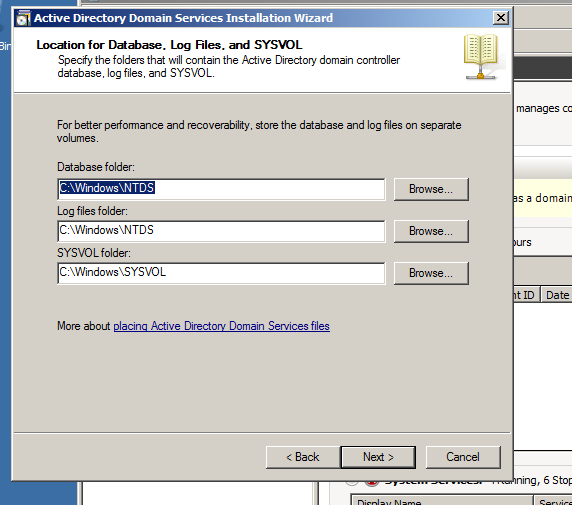 Active Directory Domain Services Installation Wizard
Location for Database, Log Files, and SYSVOL
Specify the folders that will contain the Active Directory domain controller
database, log files, and SYSVOL.
For better perfomance and recoverability, store the database and log files on separate
volumes.
Database folder:
C:\Windows\NTDS
Browse...
Log files folder:
C:\Windows\NTDS
Browse...
SYSVOL folder:
C:\Windows\SYSVOL
Browse...
More about placing Active Directory Domain Services files
< Back
Next >
Cancel
Bin
manages co
as a domain
ours
nt ID
Date
System Services:
Running, 6 Stop
Display Name
Service